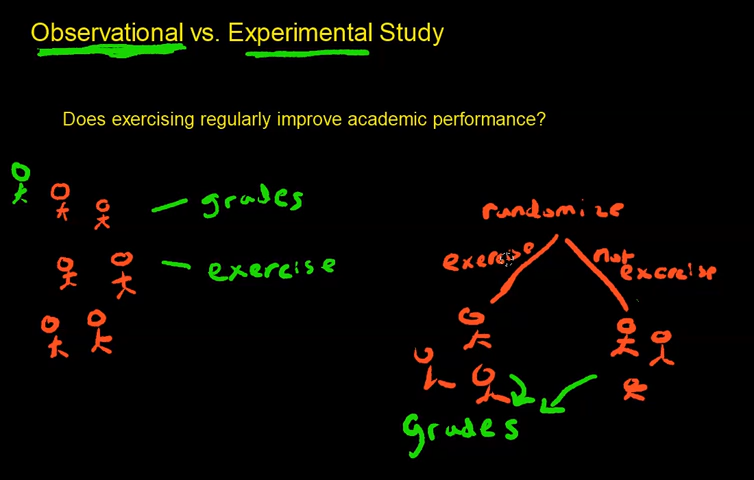 Observational vs. Experimental Study
Does exercising regularly improve academic performance?
grades
exercise
randomize
exercise
not
exercise
grades